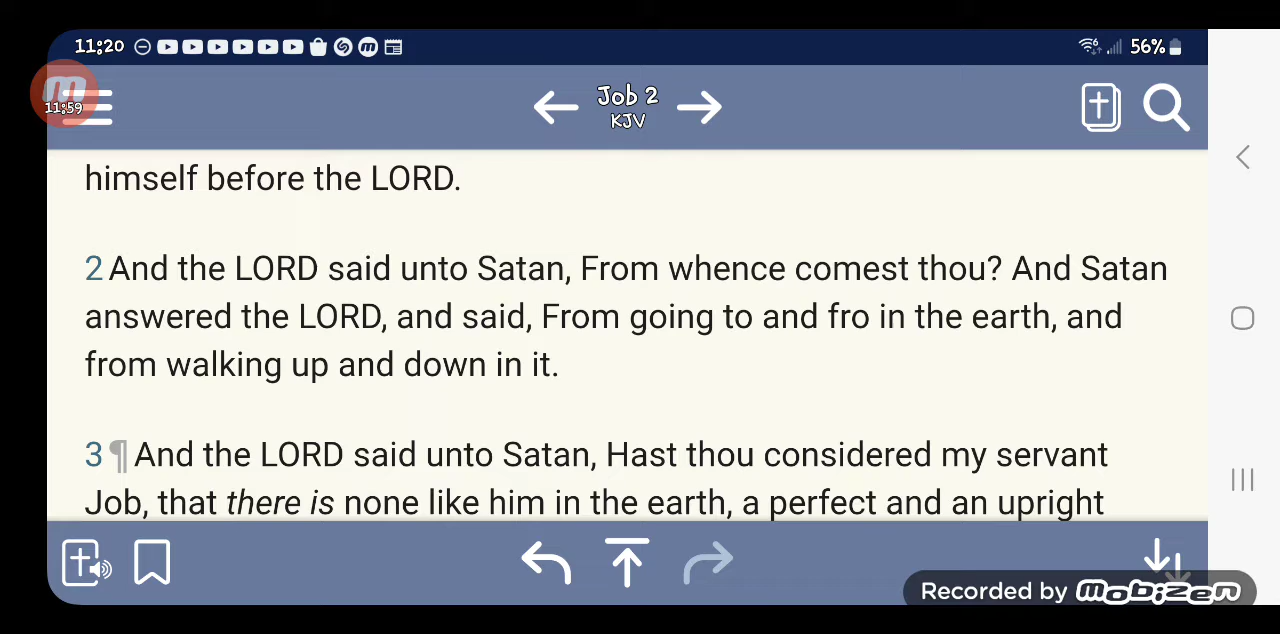 11:20
56%
11:59
Job 2
KJV
himself before the LORD.
2 And the LORD said unto Satan, From whence comest thou? And Satan
answered the LORD, and said, From going to and fro in the earth, and
from walking up and down in it.
3 ¶ And the LORD said unto Satan, Hast thou considered my servant
Job, that there is none like him in the earth, a perfect and an upright
Recorded by mobizen